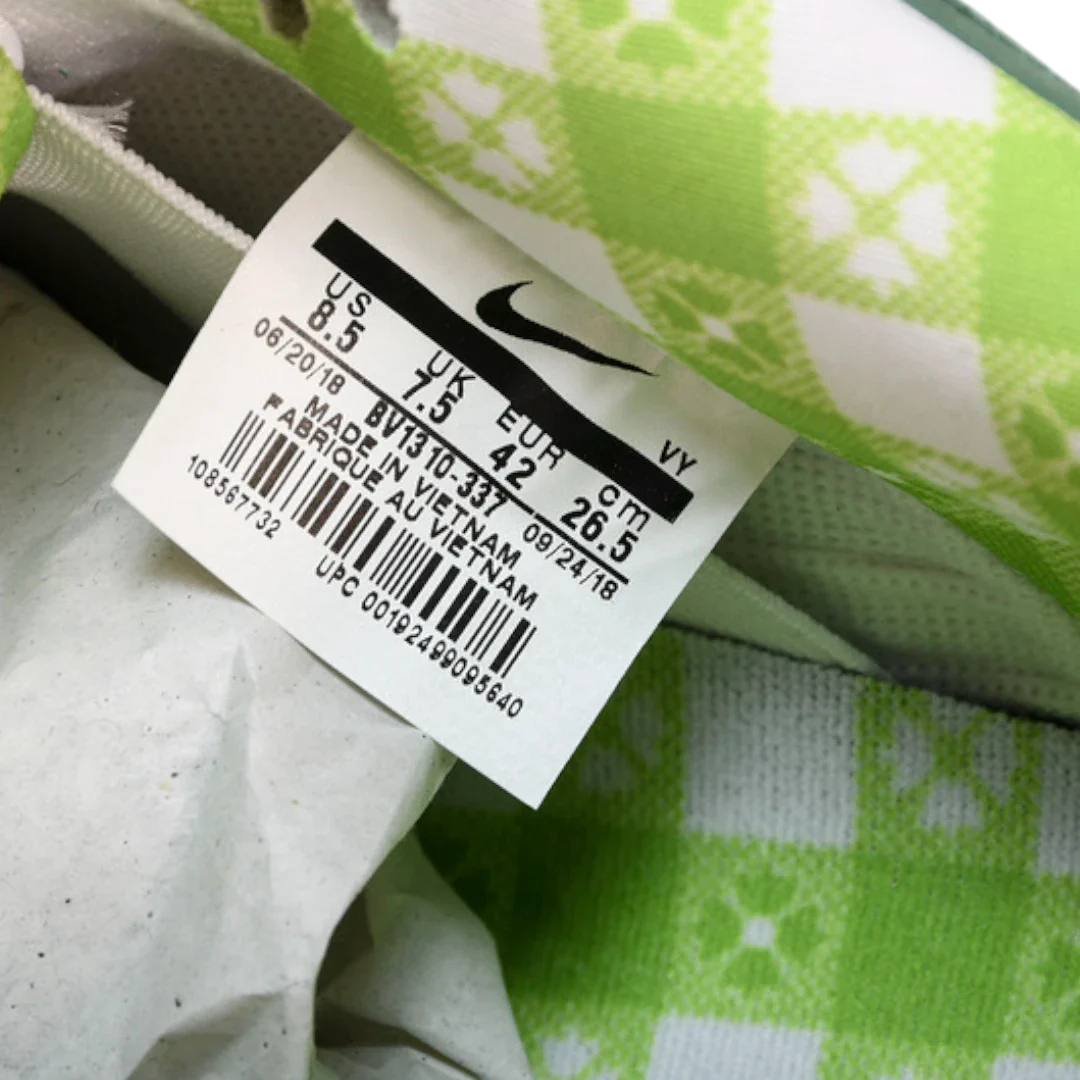 VY
US UK EUR cm
8.5 7.5 42 26.5
06/20/18 BV1310-337 09/24/18
MADE IN VIETNAM
FABRIQUE AU VIETNAM
108567732
UPC 00192499095640